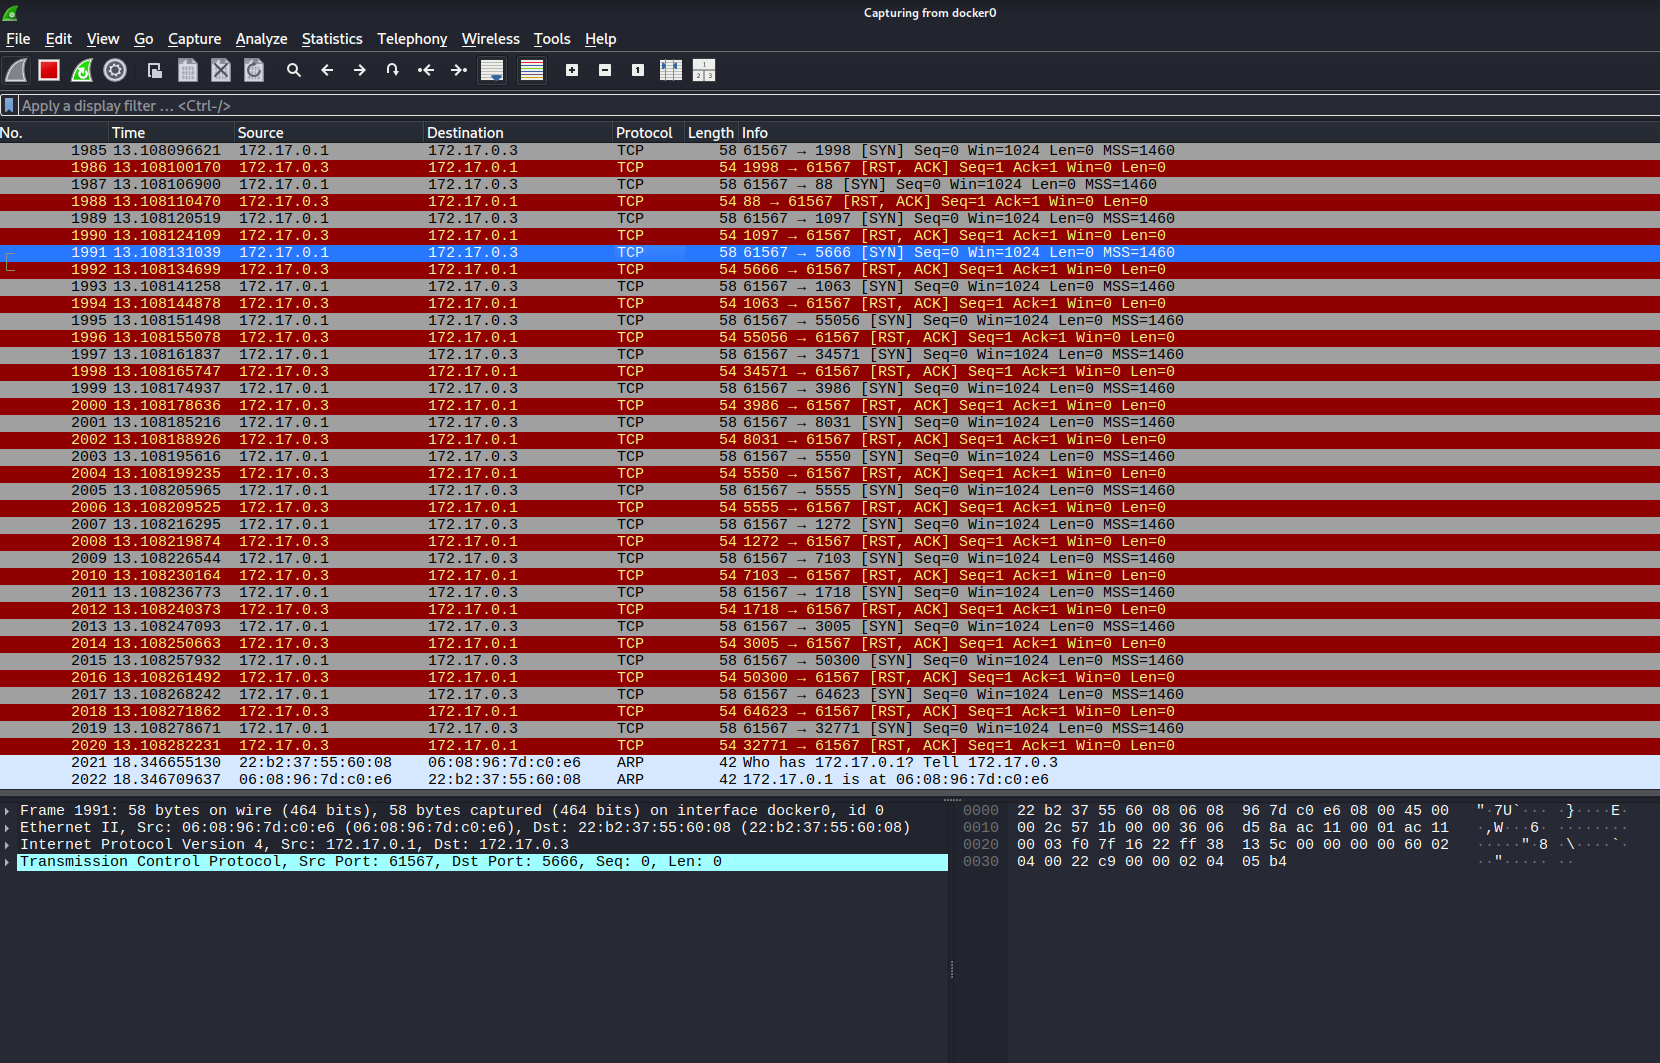 Capturing from docker0
File Edit View Go Capture Analyze Statistics Telephony Wireless Tools Help
Apply a display filter … <Ctrl-/>
No. Time Source Destination Protocol Length Info
1985 13.108096621 172.17.0.1 172.17.0.3 TCP 58 61567 → 1998 [SYN] Seq=0 Win=1024 Len=0 MSS=1460
1986 13.108100170 172.17.0.3 172.17.0.1 TCP 54 1998 → 61567 [RST, ACK] Seq=1 Ack=1 Win=0 Len=0
1987 13.108106900 172.17.0.1 172.17.0.3 TCP 58 61567 → 88 [SYN] Seq=0 Win=1024 Len=0 MSS=1460
1988 13.108110470 172.17.0.3 172.17.0.1 TCP 54 88 → 61567 [RST, ACK] Seq=1 Ack=1 Win=0 Len=0
1989 13.108120519 172.17.0.1 172.17.0.3 TCP 58 61567 → 1097 [SYN] Seq=0 Win=1024 Len=0 MSS=1460
1990 13.108124109 172.17.0.3 172.17.0.1 TCP 54 1097 → 61567 [RST, ACK] Seq=1 Ack=1 Win=0 Len=0
1991 13.108131039 172.17.0.1 172.17.0.3 TCP 58 61567 → 5666 [SYN] Seq=0 Win=1024 Len=0 MSS=1460
1992 13.108134699 172.17.0.3 172.17.0.1 TCP 54 5666 → 61567 [RST, ACK] Seq=1 Ack=1 Win=0 Len=0
1993 13.108141258 172.17.0.1 172.17.0.3 TCP 58 61567 → 1063 [SYN] Seq=0 Win=1024 Len=0 MSS=1460
1994 13.108144878 172.17.0.3 172.17.0.1 TCP 54 1063 → 61567 [RST, ACK] Seq=1 Ack=1 Win=0 Len=0
1995 13.108151498 172.17.0.1 172.17.0.3 TCP 58 61567 → 55056 [SYN] Seq=0 Win=1024 Len=0 MSS=1460
1996 13.108155078 172.17.0.3 172.17.0.1 TCP 54 55056 → 61567 [RST, ACK] Seq=1 Ack=1 Win=0 Len=0
1997 13.108161837 172.17.0.1 172.17.0.3 TCP 58 61567 → 34571 [SYN] Seq=0 Win=1024 Len=0 MSS=1460
1998 13.108165747 172.17.0.3 172.17.0.1 TCP 54 34571 → 61567 [RST, ACK] Seq=1 Ack=1 Win=0 Len=0
1999 13.108174937 172.17.0.1 172.17.0.3 TCP 58 61567 → 3986 [SYN] Seq=0 Win=1024 Len=0 MSS=1460
2000 13.108178636 172.17.0.3 172.17.0.1 TCP 54 3986 → 61567 [RST, ACK] Seq=1 Ack=1 Win=0 Len=0
2001 13.108185216 172.17.0.1 172.17.0.3 TCP 58 61567 → 8031 [SYN] Seq=0 Win=1024 Len=0 MSS=1460
2002 13.108188926 172.17.0.3 172.17.0.1 TCP 54 8031 → 61567 [RST, ACK] Seq=1 Ack=1 Win=0 Len=0
2003 13.108195616 172.17.0.1 172.17.0.3 TCP 58 61567 → 5550 [SYN] Seq=0 Win=1024 Len=0 MSS=1460
2004 13.108199235 172.17.0.3 172.17.0.1 TCP 54 5550 → 61567 [RST, ACK] Seq=1 Ack=1 Win=0 Len=0
2005 13.108205965 172.17.0.1 172.17.0.3 TCP 58 61567 → 5555 [SYN] Seq=0 Win=1024 Len=0 MSS=1460
2006 13.108209525 172.17.0.3 172.17.0.1 TCP 54 5555 → 61567 [RST, ACK] Seq=1 Ack=1 Win=0 Len=0
2007 13.108216295 172.17.0.1 172.17.0.3 TCP 58 61567 → 1272 [SYN] Seq=0 Win=1024 Len=0 MSS=1460
2008 13.108219874 172.17.0.3 172.17.0.1 TCP 54 1272 → 61567 [RST, ACK] Seq=1 Ack=1 Win=0 Len=0
2009 13.108226544 172.17.0.1 172.17.0.3 TCP 58 61567 → 7103 [SYN] Seq=0 Win=1024 Len=0 MSS=1460
2010 13.108230164 172.17.0.3 172.17.0.1 TCP 54 7103 → 61567 [RST, ACK] Seq=1 Ack=1 Win=0 Len=0
2011 13.108236773 172.17.0.1 172.17.0.3 TCP 58 61567 → 1718 [SYN] Seq=0 Win=1024 Len=0 MSS=1460
2012 13.108240373 172.17.0.3 172.17.0.1 TCP 54 1718 → 61567 [RST, ACK] Seq=1 Ack=1 Win=0 Len=0
2013 13.108247093 172.17.0.1 172.17.0.3 TCP 58 61567 → 3005 [SYN] Seq=0 Win=1024 Len=0 MSS=1460
2014 13.108250663 172.17.0.3 172.17.0.1 TCP 54 3005 → 61567 [RST, ACK] Seq=1 Ack=1 Win=0 Len=0
2015 13.108257932 172.17.0.1 172.17.0.3 TCP 58 61567 → 50300 [SYN] Seq=0 Win=1024 Len=0 MSS=1460
2016 13.108261492 172.17.0.3 172.17.0.1 TCP 54 50300 → 61567 [RST, ACK] Seq=1 Ack=1 Win=0 Len=0
2017 13.108268242 172.17.0.1 172.17.0.3 TCP 58 61567 → 64623 [SYN] Seq=0 Win=1024 Len=0 MSS=1460
2018 13.108271862 172.17.0.3 172.17.0.1 TCP 54 64623 → 61567 [RST, ACK] Seq=1 Ack=1 Win=0 Len=0
2019 13.108278671 172.17.0.1 172.17.0.3 TCP 58 61567 → 32771 [SYN] Seq=0 Win=1024 Len=0 MSS=1460
2020 13.108282231 172.17.0.3 172.17.0.1 TCP 54 32771 → 61567 [RST, ACK] Seq=1 Ack=1 Win=0 Len=0
2021 18.346655130 22:b2:37:55:60:08 06:08:96:7d:c0:e6 ARP 42 Who has 172.17.0.1? Tell 172.17.0.3
2022 18.346709637 06:08:96:7d:c0:e6 22:b2:37:55:60:08 ARP 42 172.17.0.1 is at 06:08:96:7d:c0:e6
Frame 1991: 58 bytes on wire (464 bits), 58 bytes captured (464 bits) on interface docker0, id 0
Ethernet II, Src: 06:08:96:7d:c0:e6 (06:08:96:7d:c0:e6), Dst: 22:b2:37:55:60:08 (22:b2:37:55:60:08)
Internet Protocol Version 4, Src: 172.17.0.1, Dst: 172.17.0.3
Transmission Control Protocol, Src Port: 61567, Dst Port: 5666, Seq: 0, Len: 0
0000 22 b2 37 55 60 08 06 08 96 7d c0 e6 08 00 45 00 "·7U`··· ·}····E·
0010 00 2c 57 1b 00 00 36 06 d5 8a ac 11 00 01 ac 11 ·,W···6· ········
0020 00 03 f0 7f 16 22 ff 38 13 5c 00 00 00 00 60 02 ·····"·8 ·\····`·
0030 04 00 22 c9 00 00 02 04 05 b4 ··"····· ··